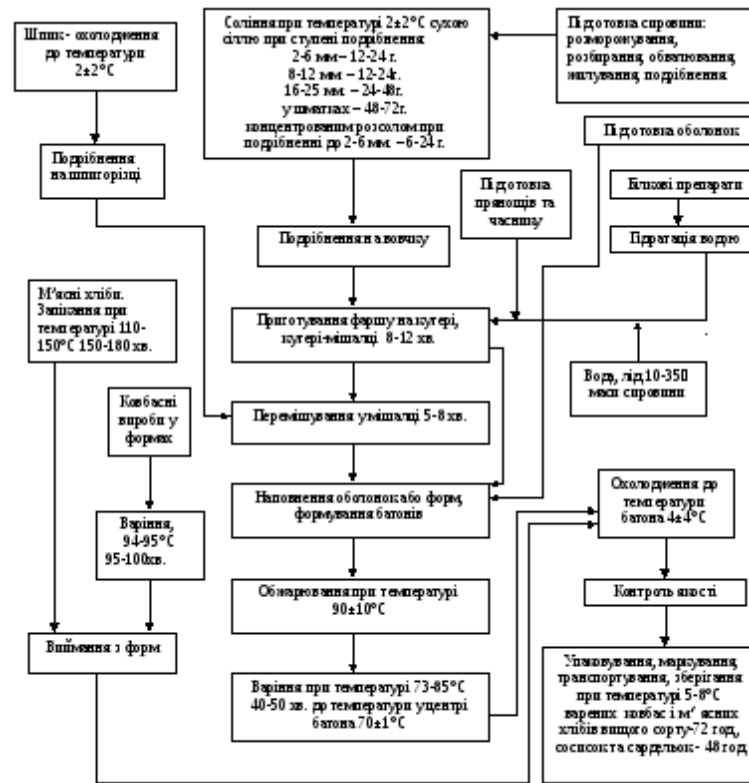 Шпик- охолодження
до температури
2±2°С
Соління при температурі 2±2°С сухою
сіллю при ступені подрібнення
2-6 мм – 12-24 г.
8-12 мм – 12-24г.
16-25 мм. – 24-48г.
у шматках – 48-72г.
концентрованим розсолом при
подрібненні до 2-6 мм. – 6-24 г.
Підготовка сировини:
розморожування,
розбирання, обвалювання,
жилування, подрібнення
Підготовка оболонок
Подрібнення
на шпигорізці
Підготовка
прянощів та
часнику
Білкові препарати
Подрібнення на вовчку
Гідратація водою
М'ясні хліби.
Запікання при
температурі 110-
150°С 150-180 хв.
Приготування фаршу на кутері,
кутері-мішалці 8-12 хв.
Вода, лід 10-35
маси сировини
Ковбасні
вироби у
формах
Перемішування у мішалці 5-8 хв.
Наповнення оболонок або форм,
формування батонів
Охолодження до
температури
батона 4±4°С
Варіння,
94-95°С
95-100хв.
Обжарювання при температурі
90±10°С
Контроль якості
Виймання з форм
Варіння при температурі 73-85°С
40-50 хв. до температури у центрі
батона 70±1°С
Упаковування, маркування,
транспортування, зберігання
при температурі 5-8°С
варених ковбас і м' ясних
хлібів вищого сорту-72 год.,
сосисок та сардельок - 48 год.